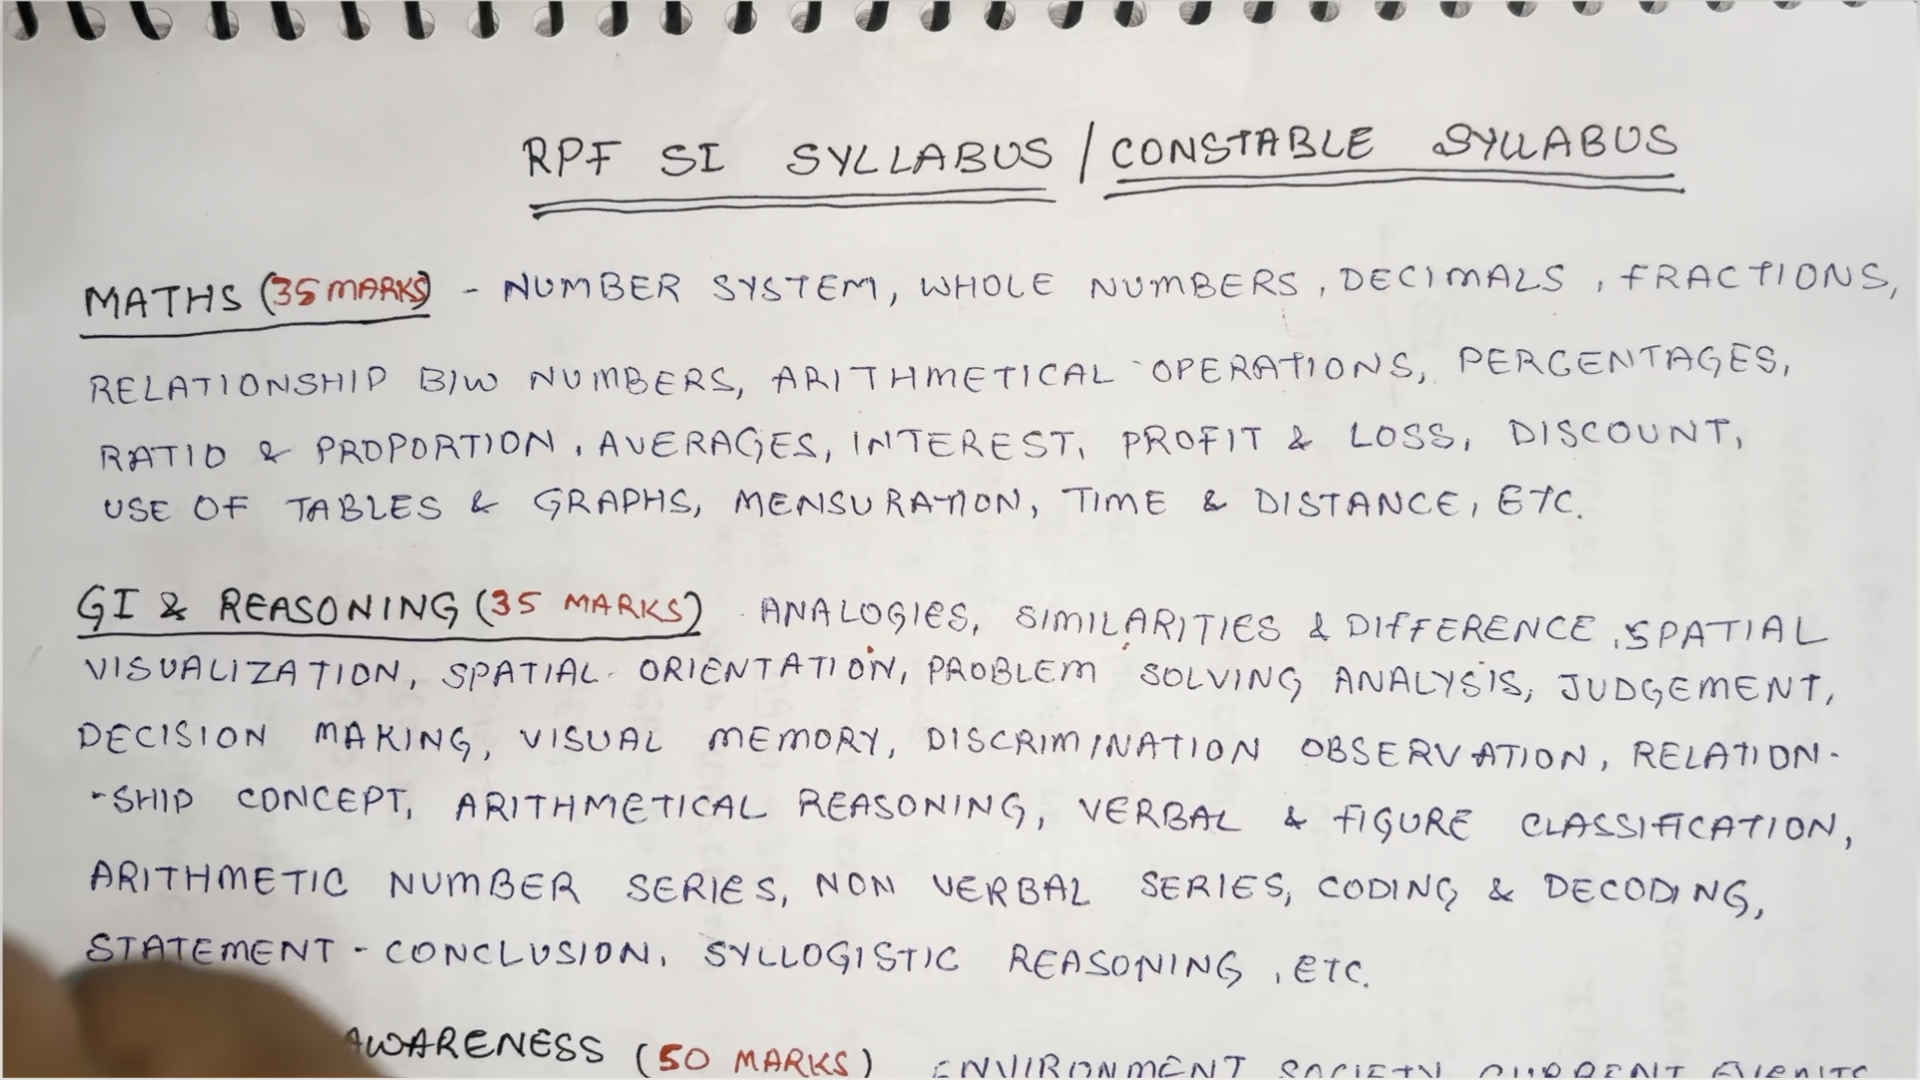 RPF SI SYLLABUS / CONSTABLE SYLLABUS
MATHS (35 MARKS) - NUMBER SYSTEM, WHOLE NUMBERS, DECIMALS, FRACTIONS,
RELATIONSHIP B/W NUMBERS, ARITHMETICAL OPERATIONS, PERCENTAGES,
RATIO & PROPORTION, AVERAGES, INTEREST, PROFIT & LOSS, DISCOUNT,
USE OF TABLES & GRAPHS, MENSURATION, TIME & DISTANCE, ETC.
GI & REASONING (35 MARKS) ANALOGIES, SIMILARITIES & DIFFERENCE, SPATIAL
VISUALIZATION, SPATIAL ORIENTATION, PROBLEM SOLVING ANALYSIS, JUDGEMENT,
DECISION MAKING, VISUAL MEMORY, DISCRIMINATION OBSERVATION, RELATION-
-SHIP CONCEPT, ARITHMETICAL REASONING, VERBAL & FIGURE CLASSIFICATION,
ARITHMETIC NUMBER SERIES, NON VERBAL SERIES, CODING & DECODING,
STATEMENT - CONCLUSION, SYLLOGISTIC REASONING, ETC.
AWARENESS (50 MARKS) ENVIRONMENT SOCIETY CURRENT EVENTS